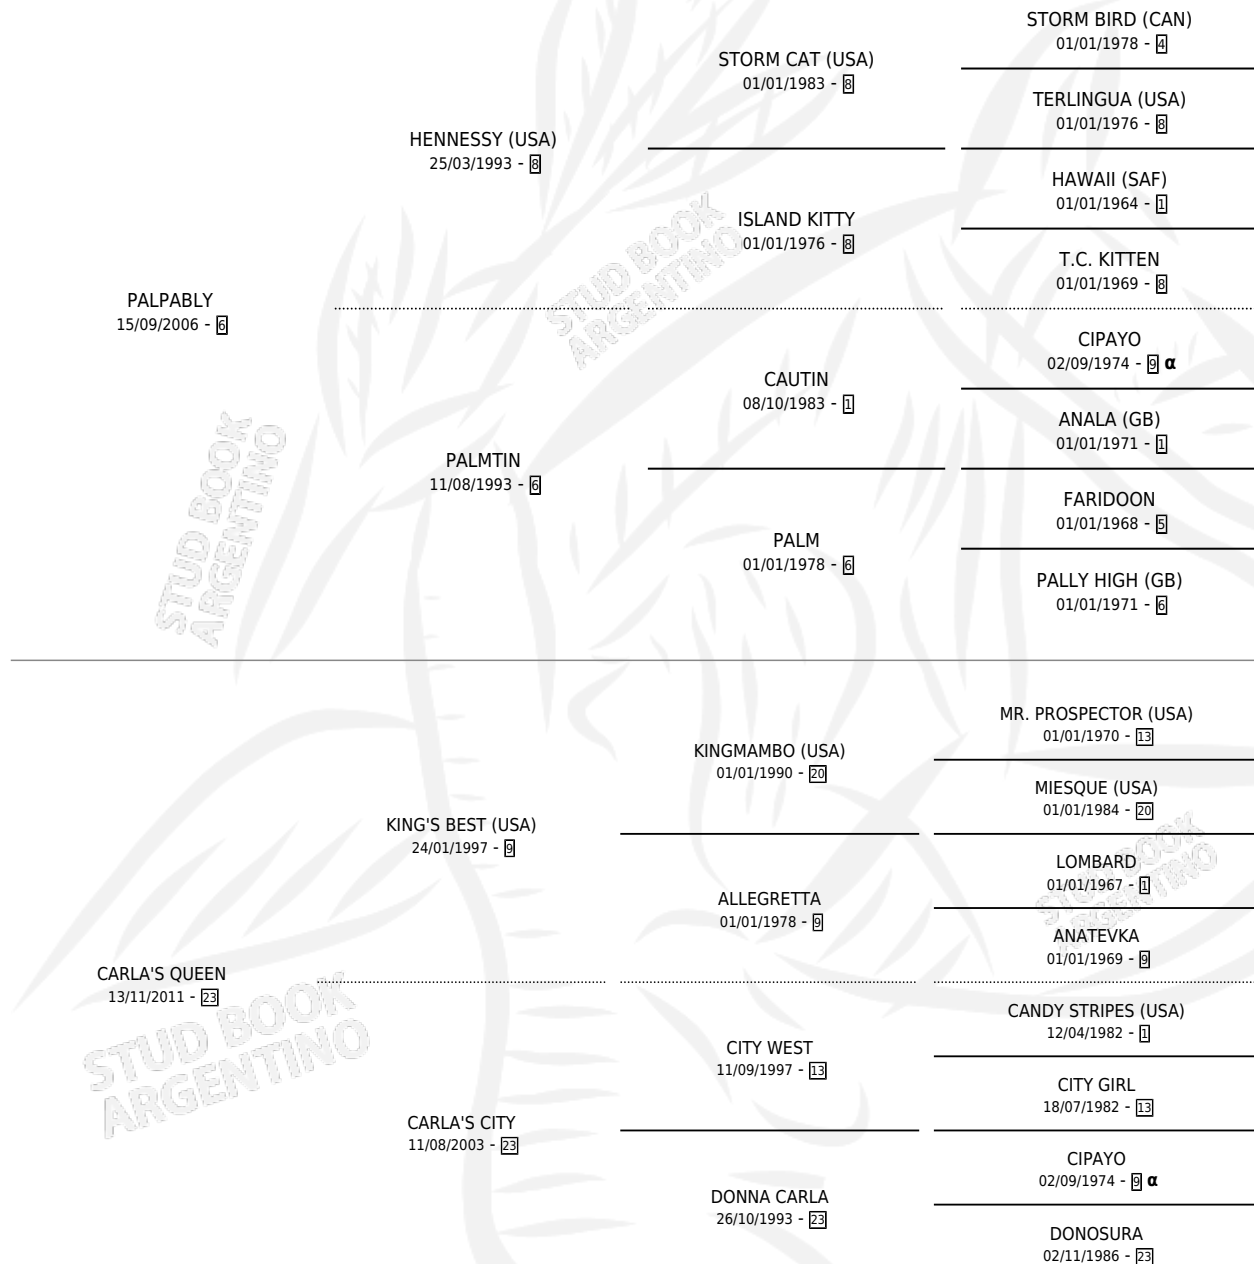 STORM BIRD (CAN)
01/01/1978 - 4
STORM CAT (USA)
01/01/1983 - 8
TERLINGUA (USA)
01/01/1976 - 8
HENNESSY (USA)
25/03/1993 - 8
HAWAII (SAF)
01/01/1964 - 1
ISLAND KITTY
01/01/1976 - 8
T.C. KITTEN
01/01/1969 - 8
PALPABLY
15/09/2006 - 6
STUD BOOK
ARGENTINO
CIPAYO
02/09/1974 - 9 α
CAUTIN
08/10/1983 - 1
ANALA (GB)
01/01/1971 - 1
PALMTIN
11/08/1993 - 6
FARIDOON
01/01/1968 - 5
PALM
01/01/1978 - 6
PALLY HIGH (GB)
01/01/1971 - 6
STUD BOOK
ARGENTINO
MR. PROSPECTOR (USA)
01/01/1970 - 13
KINGMAMBO (USA)
01/01/1990 - 20
MIESQUE (USA)
01/01/1984 - 20
KING'S BEST (USA)
24/01/1997 - 9
LOMBARD
01/01/1967 - 1
STUD BOOK
ARGENTINO
ALLEGRETTA
01/01/1978 - 9
ANATEVKA
01/01/1969 - 9
CARLA'S QUEEN
13/11/2011 - 23
STUD BOOK
ARGENTINO
CANDY STRIPES (USA)
12/04/1982 - 1
CITY WEST
11/09/1997 - 13
CITY GIRL
18/07/1982 - 13
CARLA'S CITY
11/08/2003 - 23
CIPAYO
02/09/1974 - 9 α
DONNA CARLA
26/10/1993 - 23
DONOSURA
02/11/1986 - 23